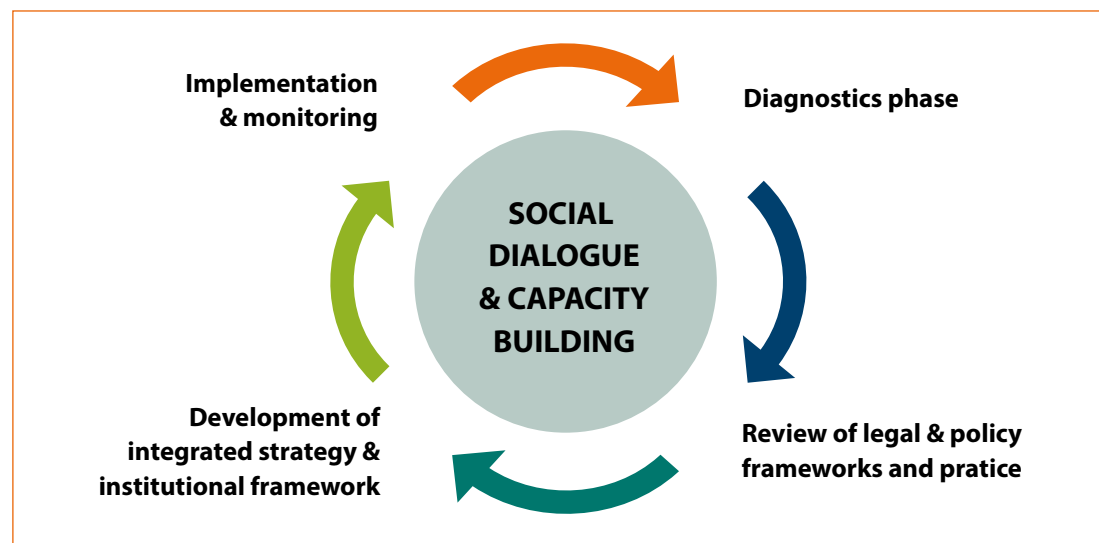 Implementation
& monitoring
Diagnostics phase
SOCIAL
DIALOGUE
& CAPACITY
BUILDING
Development of
integrated strategy &
institutional framework
Review of legal & policy
frameworks and pratice